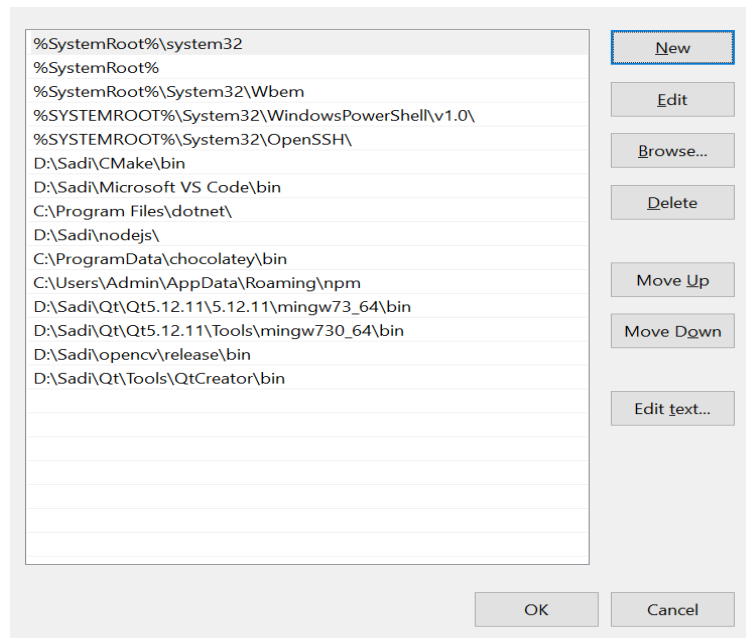 %SystemRoot%\system32
%SystemRoot%
%SystemRoot%\System32\Wbem
%SYSTEMROOT%\System32\WindowsPowerShell\v1.0\
%SYSTEMROOT%\System32\OpenSSH\
D:\Sadi\CMake\bin
D:\Sadi\Microsoft VS Code\bin
C:\Program Files\dotnet\
D:\Sadi\nodejs\
C:\ProgramData\chocolatey\bin
C:\Users\Admin\AppData\Roaming\npm
D:\Sadi\Qt\Qt5.12.11\5.12.11\mingw73_64\bin
D:\Sadi\Qt\Qt5.12.11\Tools\mingw730_64\bin
D:\Sadi\opencv\release\bin
D:\Sadi\Qt\Tools\QtCreator\bin
New
Edit
Browse...
Delete
Move Up
Move Down
Edit text...
OK
Cancel